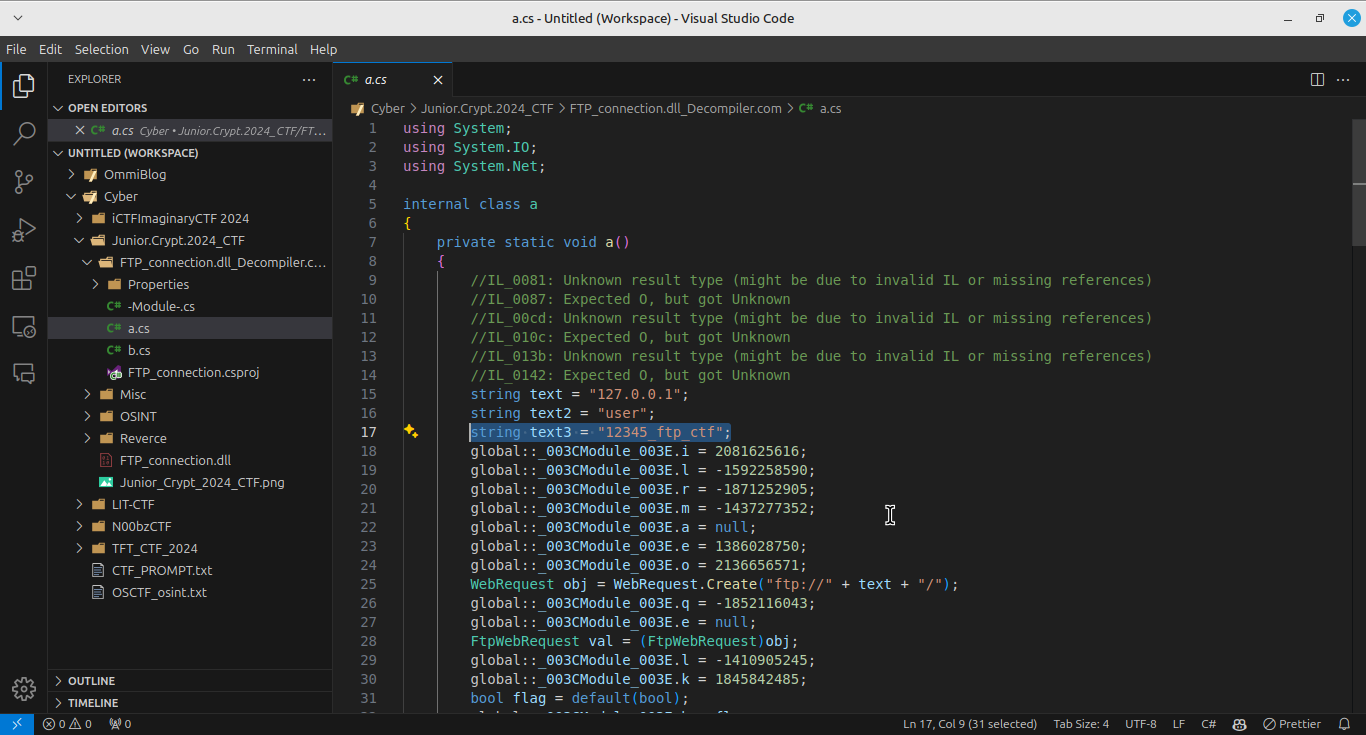 a.cs - Untitled (Workspace) - Visual Studio Code
File Edit Selection View Go Run Terminal Help
EXPLORER
OPEN EDITORS
C# a.cs Cyber • Junior.Crypt.2024_CTF/FT...
UNTITLED (WORKSPACE)
OmmiBlog
Cyber
iCTFImaginaryCTF 2024
Junior.Crypt.2024_CTF
FTP_connection.dll_Decompiler.c...
Properties
C# -Module-.cs
C# a.cs
C# b.cs
FTP_connection.csproj
Misc
OSINT
Reverce
FTP_connection.dll
Junior_Crypt_2024_CTF.png
LIT-CTF
N00bzCTF
TFT_CTF_2024
CTF_PROMPT.txt
OSCTF_osint.txt
OUTLINE
TIMELINE
C# a.cs
Cyber > Junior.Crypt.2024_CTF > FTP_connection.dll_Decompiler.com > C# a.cs
1 using System;
2 using System.IO;
3 using System.Net;
4
5 internal class a
6 {
7 private static void a()
8 {
9 //IL_0081: Unknown result type (might be due to invalid IL or missing references)
10 //IL_0087: Expected O, but got Unknown
11 //IL_00cd: Unknown result type (might be due to invalid IL or missing references)
12 //IL_010c: Expected O, but got Unknown
13 //IL_013b: Unknown result type (might be due to invalid IL or missing references)
14 //IL_0142: Expected O, but got Unknown
15 string text = "127.0.0.1";
16 string text2 = "user";
17 string text3 = "12345_ftp_ctf";
18 global::_003CModule_003E.i = 2081625616;
19 global::_003CModule_003E.l = -1592258590;
20 global::_003CModule_003E.r = -1871252905;
21 global::_003CModule_003E.m = -1437277352;
22 global::_003CModule_003E.a = null;
23 global::_003CModule_003E.e = 1386028750;
24 global::_003CModule_003E.o = 2136656571;
25 WebRequest obj = WebRequest.Create("ftp://" + text + "/");
26 global::_003CModule_003E.q = -1852116043;
27 global::_003CModule_003E.e = null;
28 FtpWebRequest val = (FtpWebRequest)obj;
29 global::_003CModule_003E.l = -1410905245;
30 global::_003CModule_003E.k = 1845842485;
31 bool flag = default(bool);
0 0 0 Ln 17, Col 9 (31 selected) Tab Size: 4 UTF-8 LF C# Prettier